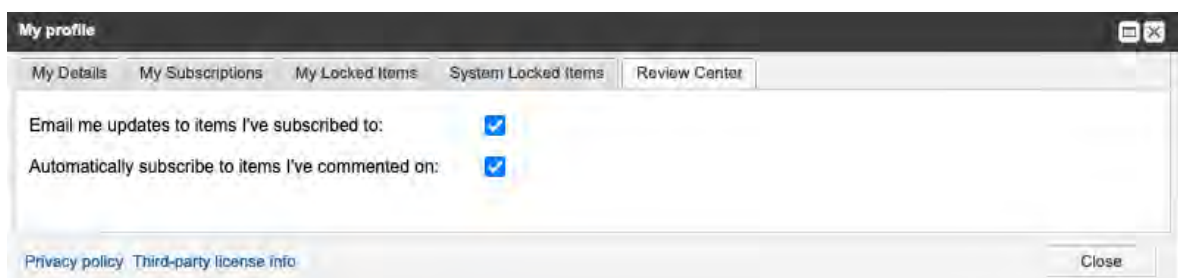 My profile
My Details My Subscriptions My Locked Items System Locked Items Review Center
Email me updates to items I've subscribed to:
Automatically subscribe to items I've commented on:
Privacy policy Third-party license info Close